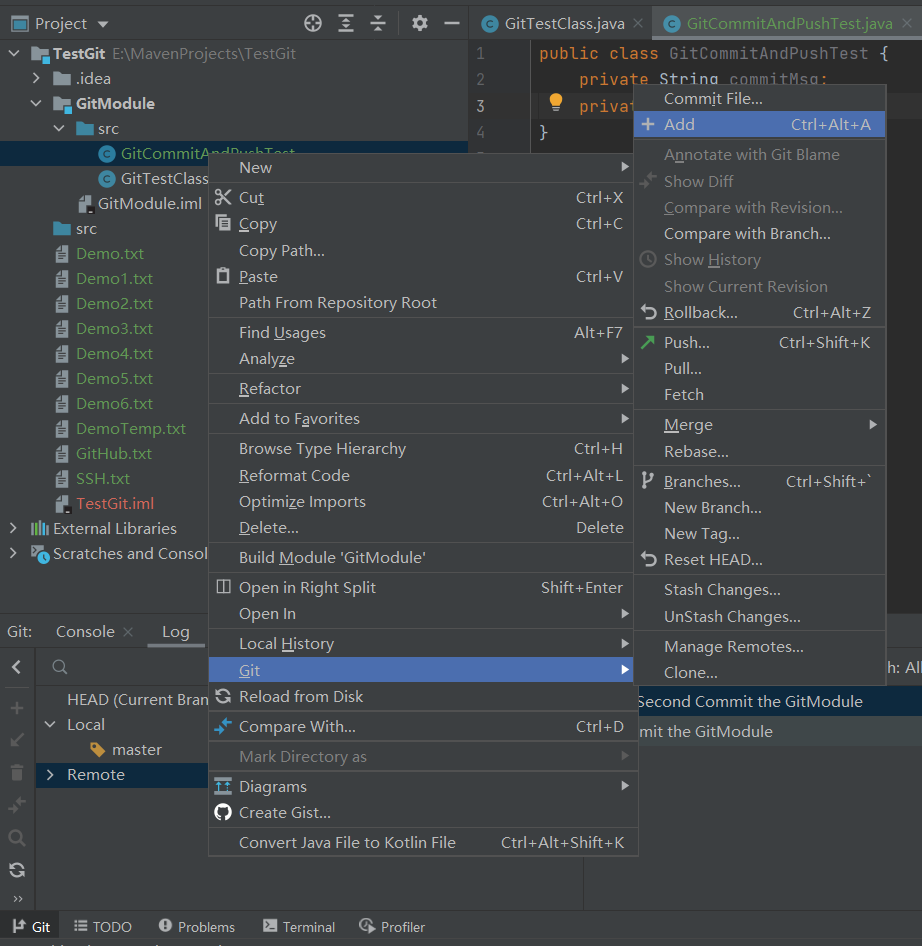 Project
TestGit E:\MavenProjects\TestGit
.idea
GitModule
src
GitCommitAndPushTest
GitTestClass
GitModule.iml
src
Demo.txt
Demo1.txt
Demo2.txt
Demo3.txt
Demo4.txt
Demo5.txt
Demo6.txt
DemoTemp.txt
GitHub.txt
SSH.txt
TestGit.iml
External Libraries
Scratches and Consol
GitTestClass.java
GitCommitAndPushTest.java
1 public class GitCommitAndPushTest {
2 private String commitMsg;
3 privat
4 }
New
Cut Ctrl+X
Copy Ctrl+C
Copy Path...
Paste Ctrl+V
Path From Repository Root
Find Usages Alt+F7
Analyze
Refactor
Add to Favorites
Browse Type Hierarchy Ctrl+H
Reformat Code Ctrl+Alt+L
Optimize Imports Ctrl+Alt+O
Delete... Delete
Build Module 'GitModule'
Open in Right Split Shift+Enter
Open In
Local History
Git
Reload from Disk
Compare With... Ctrl+D
Mark Directory as
Diagrams
Create Gist...
Convert Java File to Kotlin File Ctrl+Alt+Shift+K
Commit File...
Add Ctrl+Alt+A
Annotate with Git Blame
Show Diff
Compare with Revision...
Compare with Branch...
Show History
Show Current Revision
Rollback... Ctrl+Alt+Z
Push... Ctrl+Shift+K
Pull...
Fetch
Merge
Rebase...
Branches... Ctrl+Shift+`
New Branch...
New Tag...
Reset HEAD...
Stash Changes...
UnStash Changes...
Manage Remotes...
Clone...
Git: Console Log
HEAD (Current Bran
Local
master
Remote
h: All
Second Commit the GitModule
mit the GitModule
Git TODO Problems Terminal Profiler